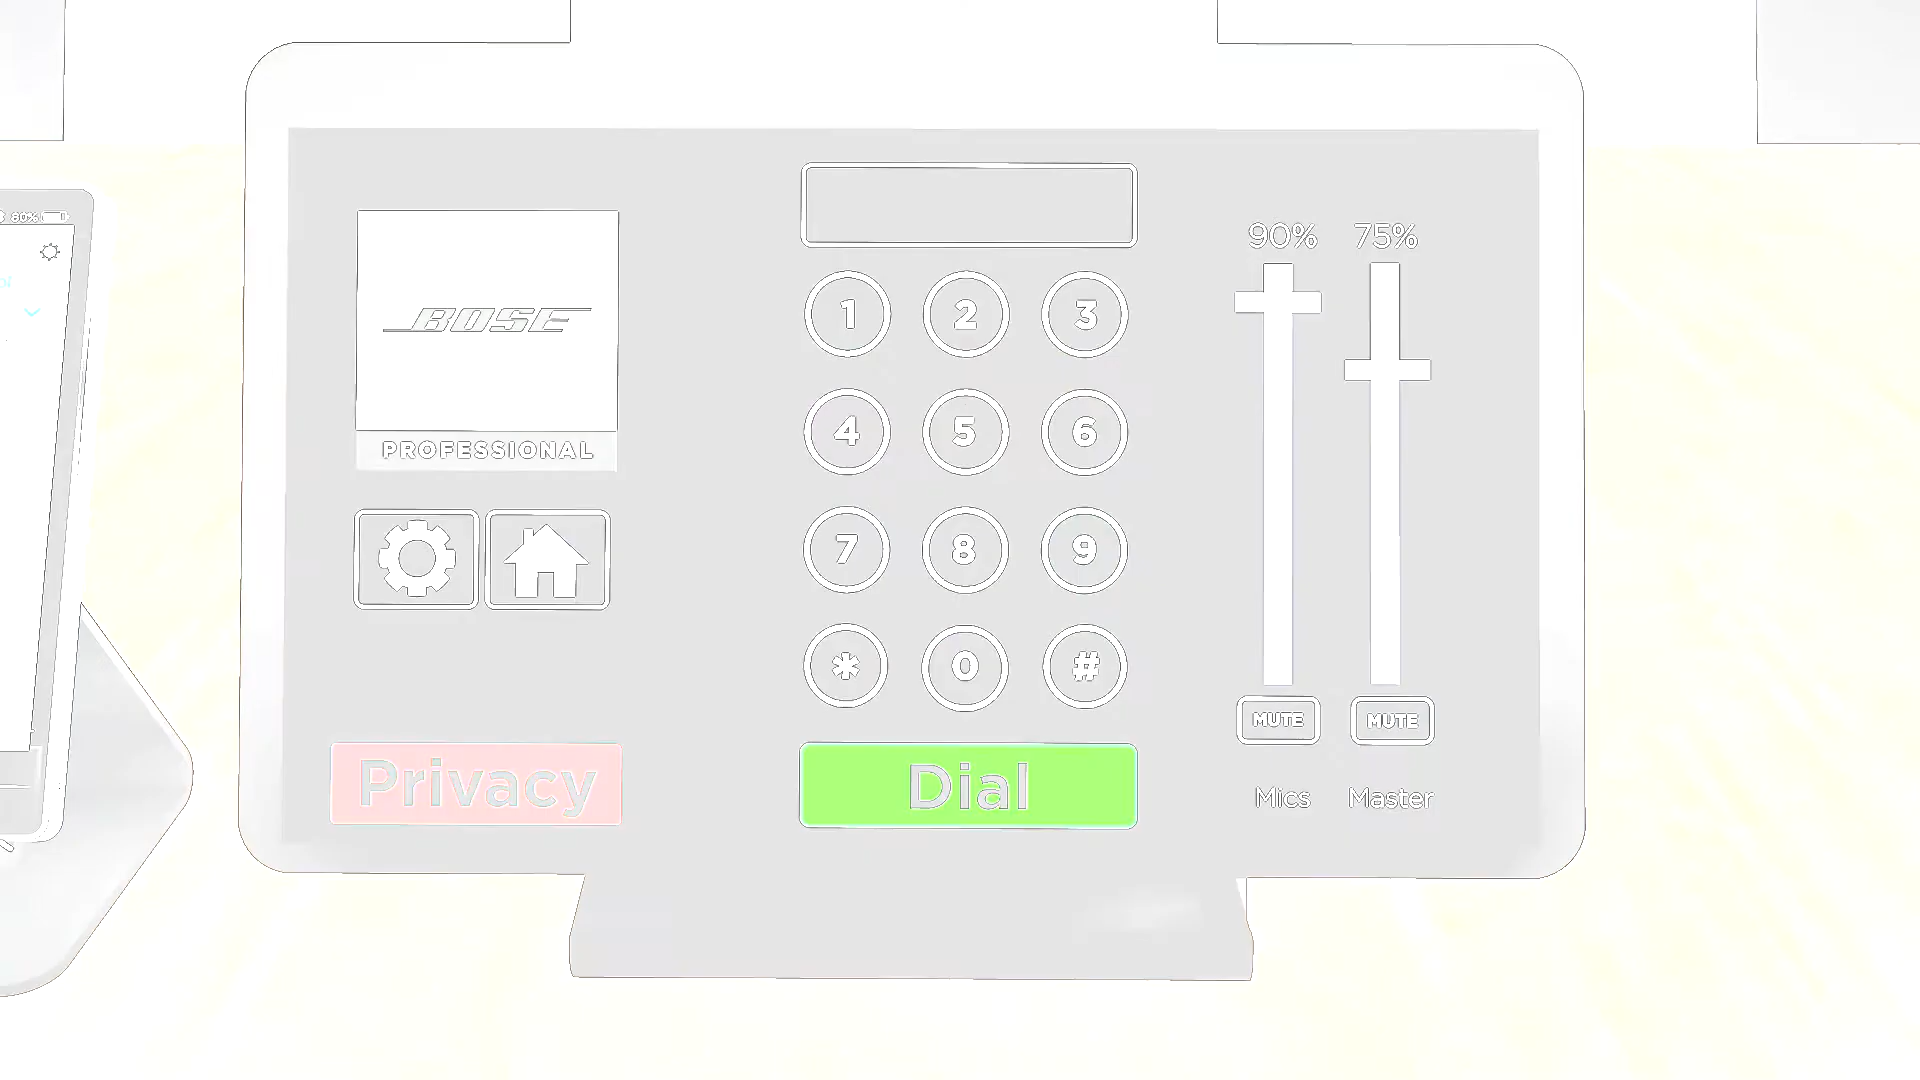 80%
BOSE
PROFESSIONAL
Privacy
1 2 3
4 5 6
7 8 9
* 0 #
Dial
90% 75%
MUTE MUTE
Mics Master